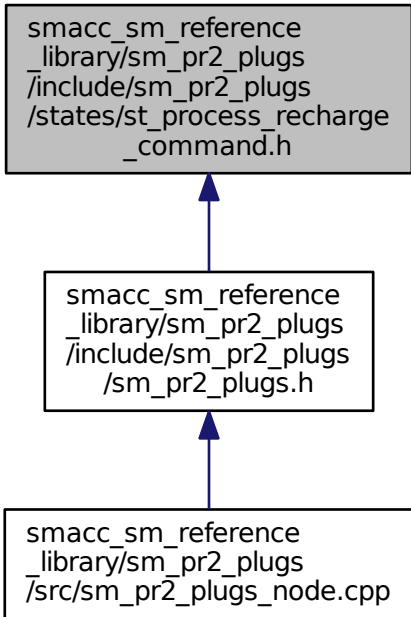 smacc_sm_reference
_library/sm_pr2_plugs
/include/sm_pr2_plugs
/states/st_process_recharge
_command.h
smacc_sm_reference
_library/sm_pr2_plugs
/include/sm_pr2_plugs
/sm_pr2_plugs.h
smacc_sm_reference
_library/sm_pr2_plugs
/src/sm_pr2_plugs_node.cpp